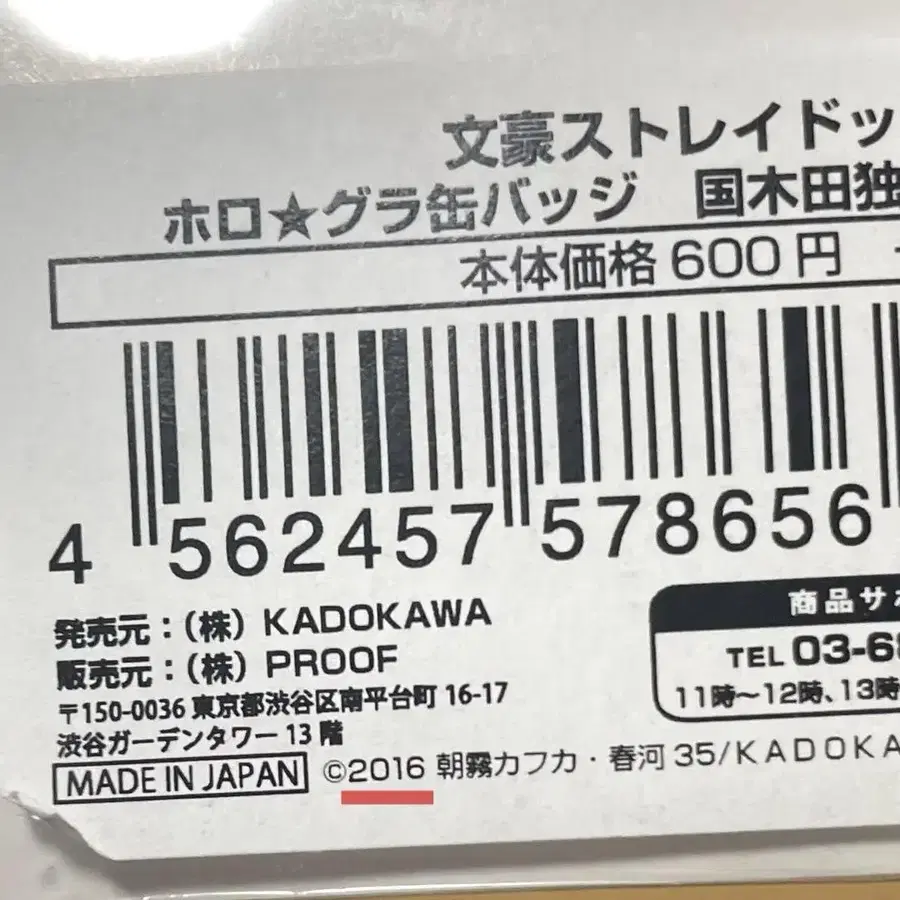 文豪ストレイドッ
ホロ★グラ缶バッジ 国木田独
本体価格 600 円
4 562457 578656
発売元：（株）KADOKAWA
販売元：（株）PROOF
〒150-0036 東京都渋谷区南平台町 16-17
渋谷ガーデンタワー 13 階
商品サポ
TEL 03-68
11時～12時、13時
MADE IN JAPAN ©2016 朝霧カフカ・春河35/KADOKA